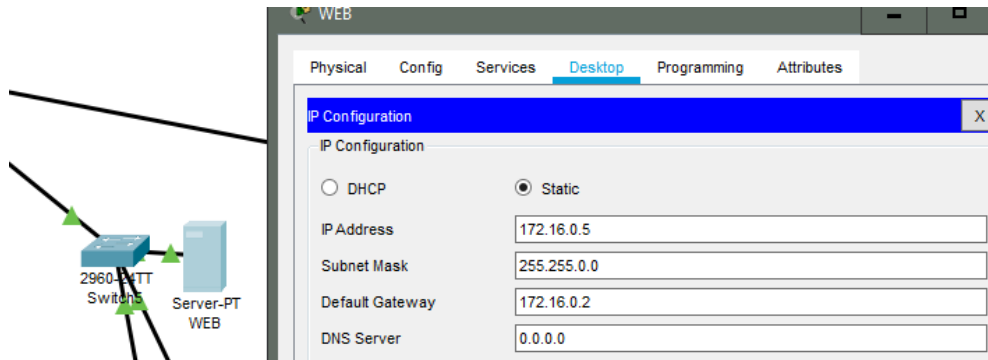 WEB
Physical Config Services Desktop Programming Attributes
IP Configuration X
IP Configuration
DHCP Static
IP Address 172.16.0.5
Subnet Mask 255.255.0.0
Default Gateway 172.16.0.2
DNS Server 0.0.0.0
2960-24TT
Switch5
Server-PT
WEB